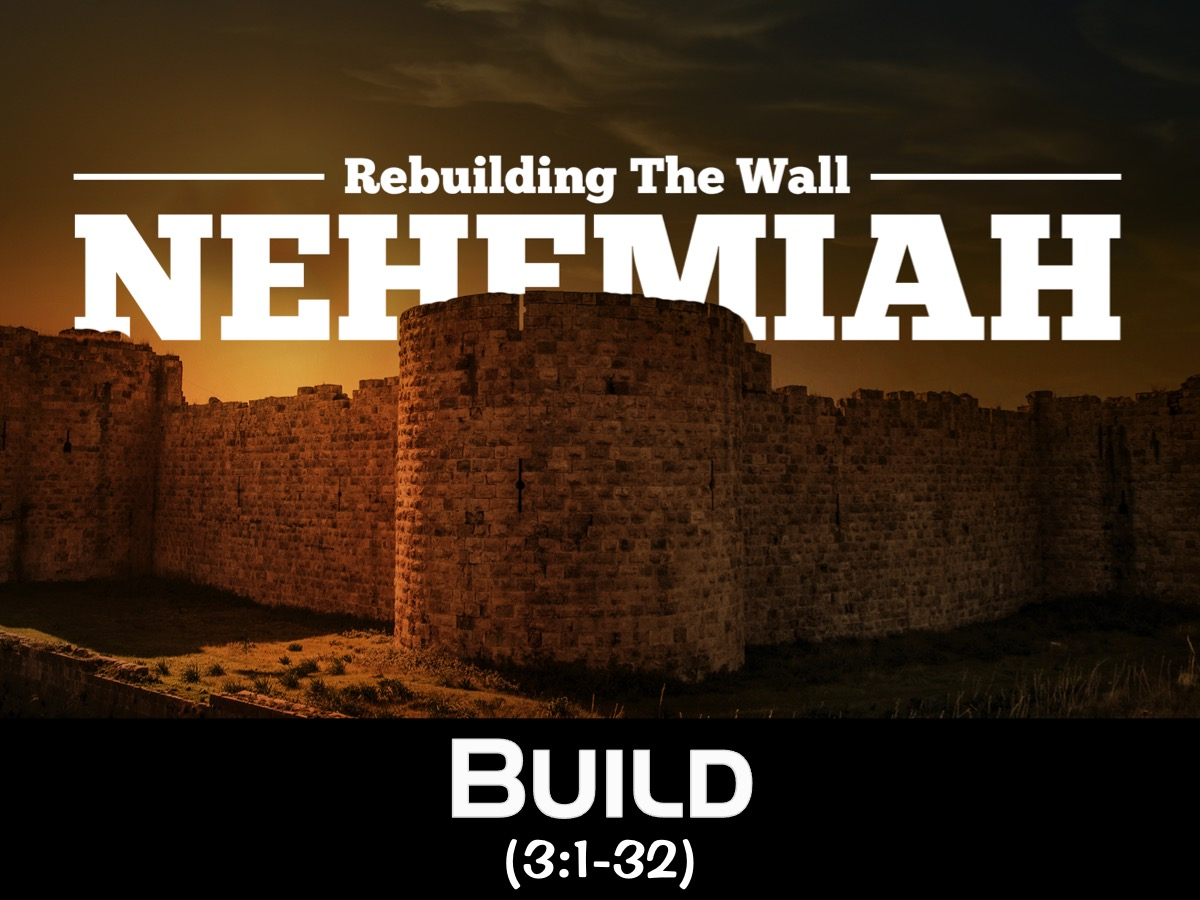 Rebuilding The Wall
NEHEMIAH
BUILD
(3:1-32)